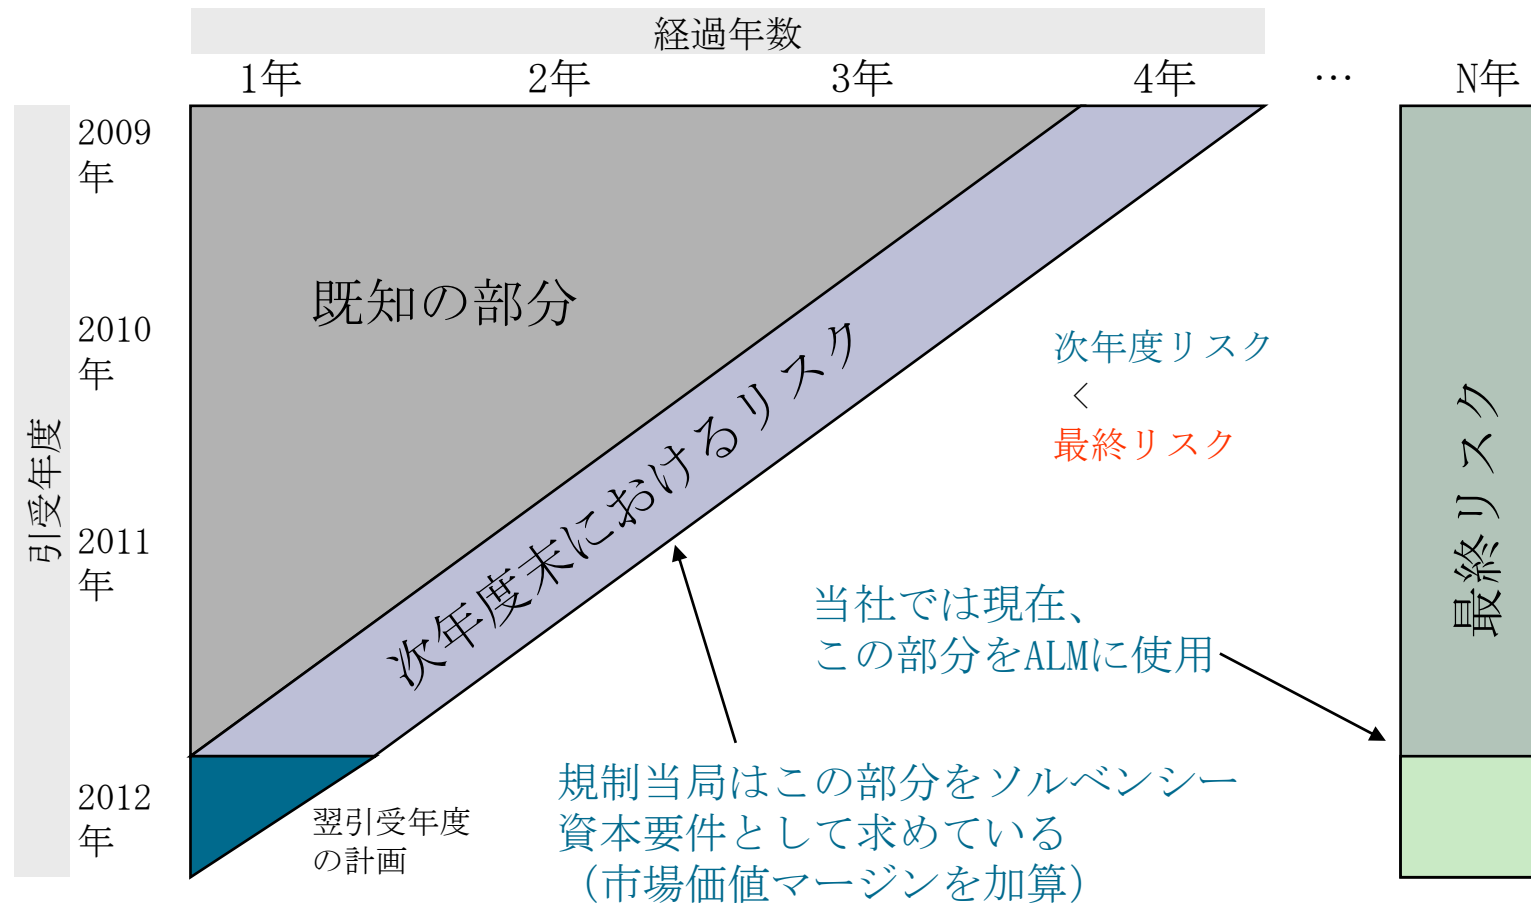 経過年数
1年 2年 3年 4年 … N年
引受年度
2009
年
2010
年
2011
年
2012
年
既知の部分
次年度末におけるリスク
次年度リスク
<
最終リスク
最終リスク
当社では現在、
この部分をALMに使用
規制当局はこの部分をソルベンシー
資本要件として求めている
（市場価値マージンを加算）
翌引受年度
の計画